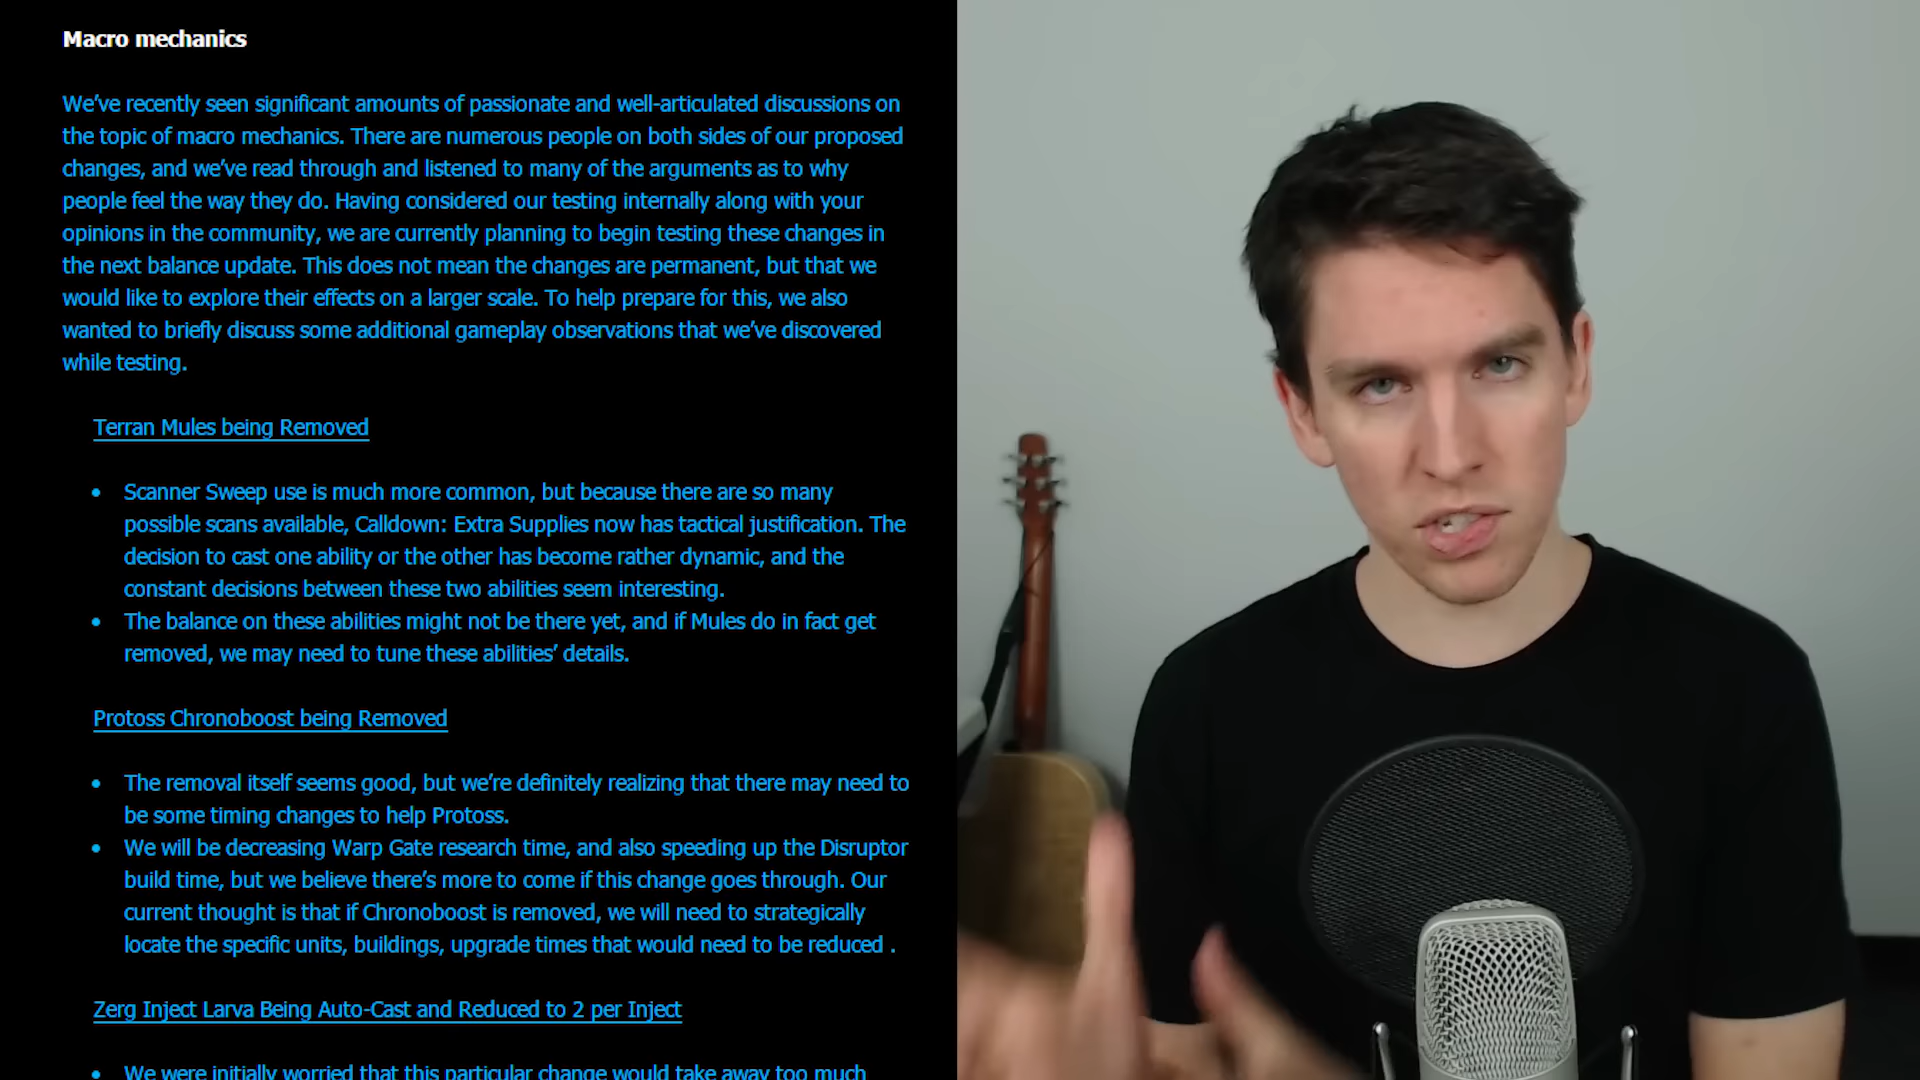 Macro mechanics
We've recently seen significant amounts of passionate and well-articulated discussions on
the topic of macro mechanics. There are numerous people on both sides of our proposed
changes, and we've read through and listened to many of the arguments as to why
people feel the way they do. Having considered our testing internally along with your
opinions in the community, we are currently planning to begin testing these changes in
the next balance update. This does not mean the changes are permanent, but that we
would like to explore their effects on a larger scale. To help prepare for this, we also
wanted to briefly discuss some additional gameplay observations that we've discovered
while testing.
Terran Mules being Removed
• Scanner Sweep use is much more common, but because there are so many
possible scans available, Calldown: Extra Supplies now has tactical justification. The
decision to cast one ability or the other has become rather dynamic, and the
constant decisions between these two abilities seem interesting.
• The balance on these abilities might not be there yet, and if Mules do in fact get
removed, we may need to tune these abilities' details.
Protoss Chronoboost being Removed
• The removal itself seems good, but we're definitely realizing that there may need to
be some timing changes to help Protoss.
• We will be decreasing Warp Gate research time, and also speeding up the Disruptor
build time, but we believe there's more to come if this change goes through. Our
current thought is that if Chronoboost is removed, we will need to strategically
locate the specific units, buildings, upgrade times that would need to be reduced .
Zerg Inject Larva Being Auto-Cast and Reduced to 2 per Inject
• We were initially worried that this particular change would take away too much